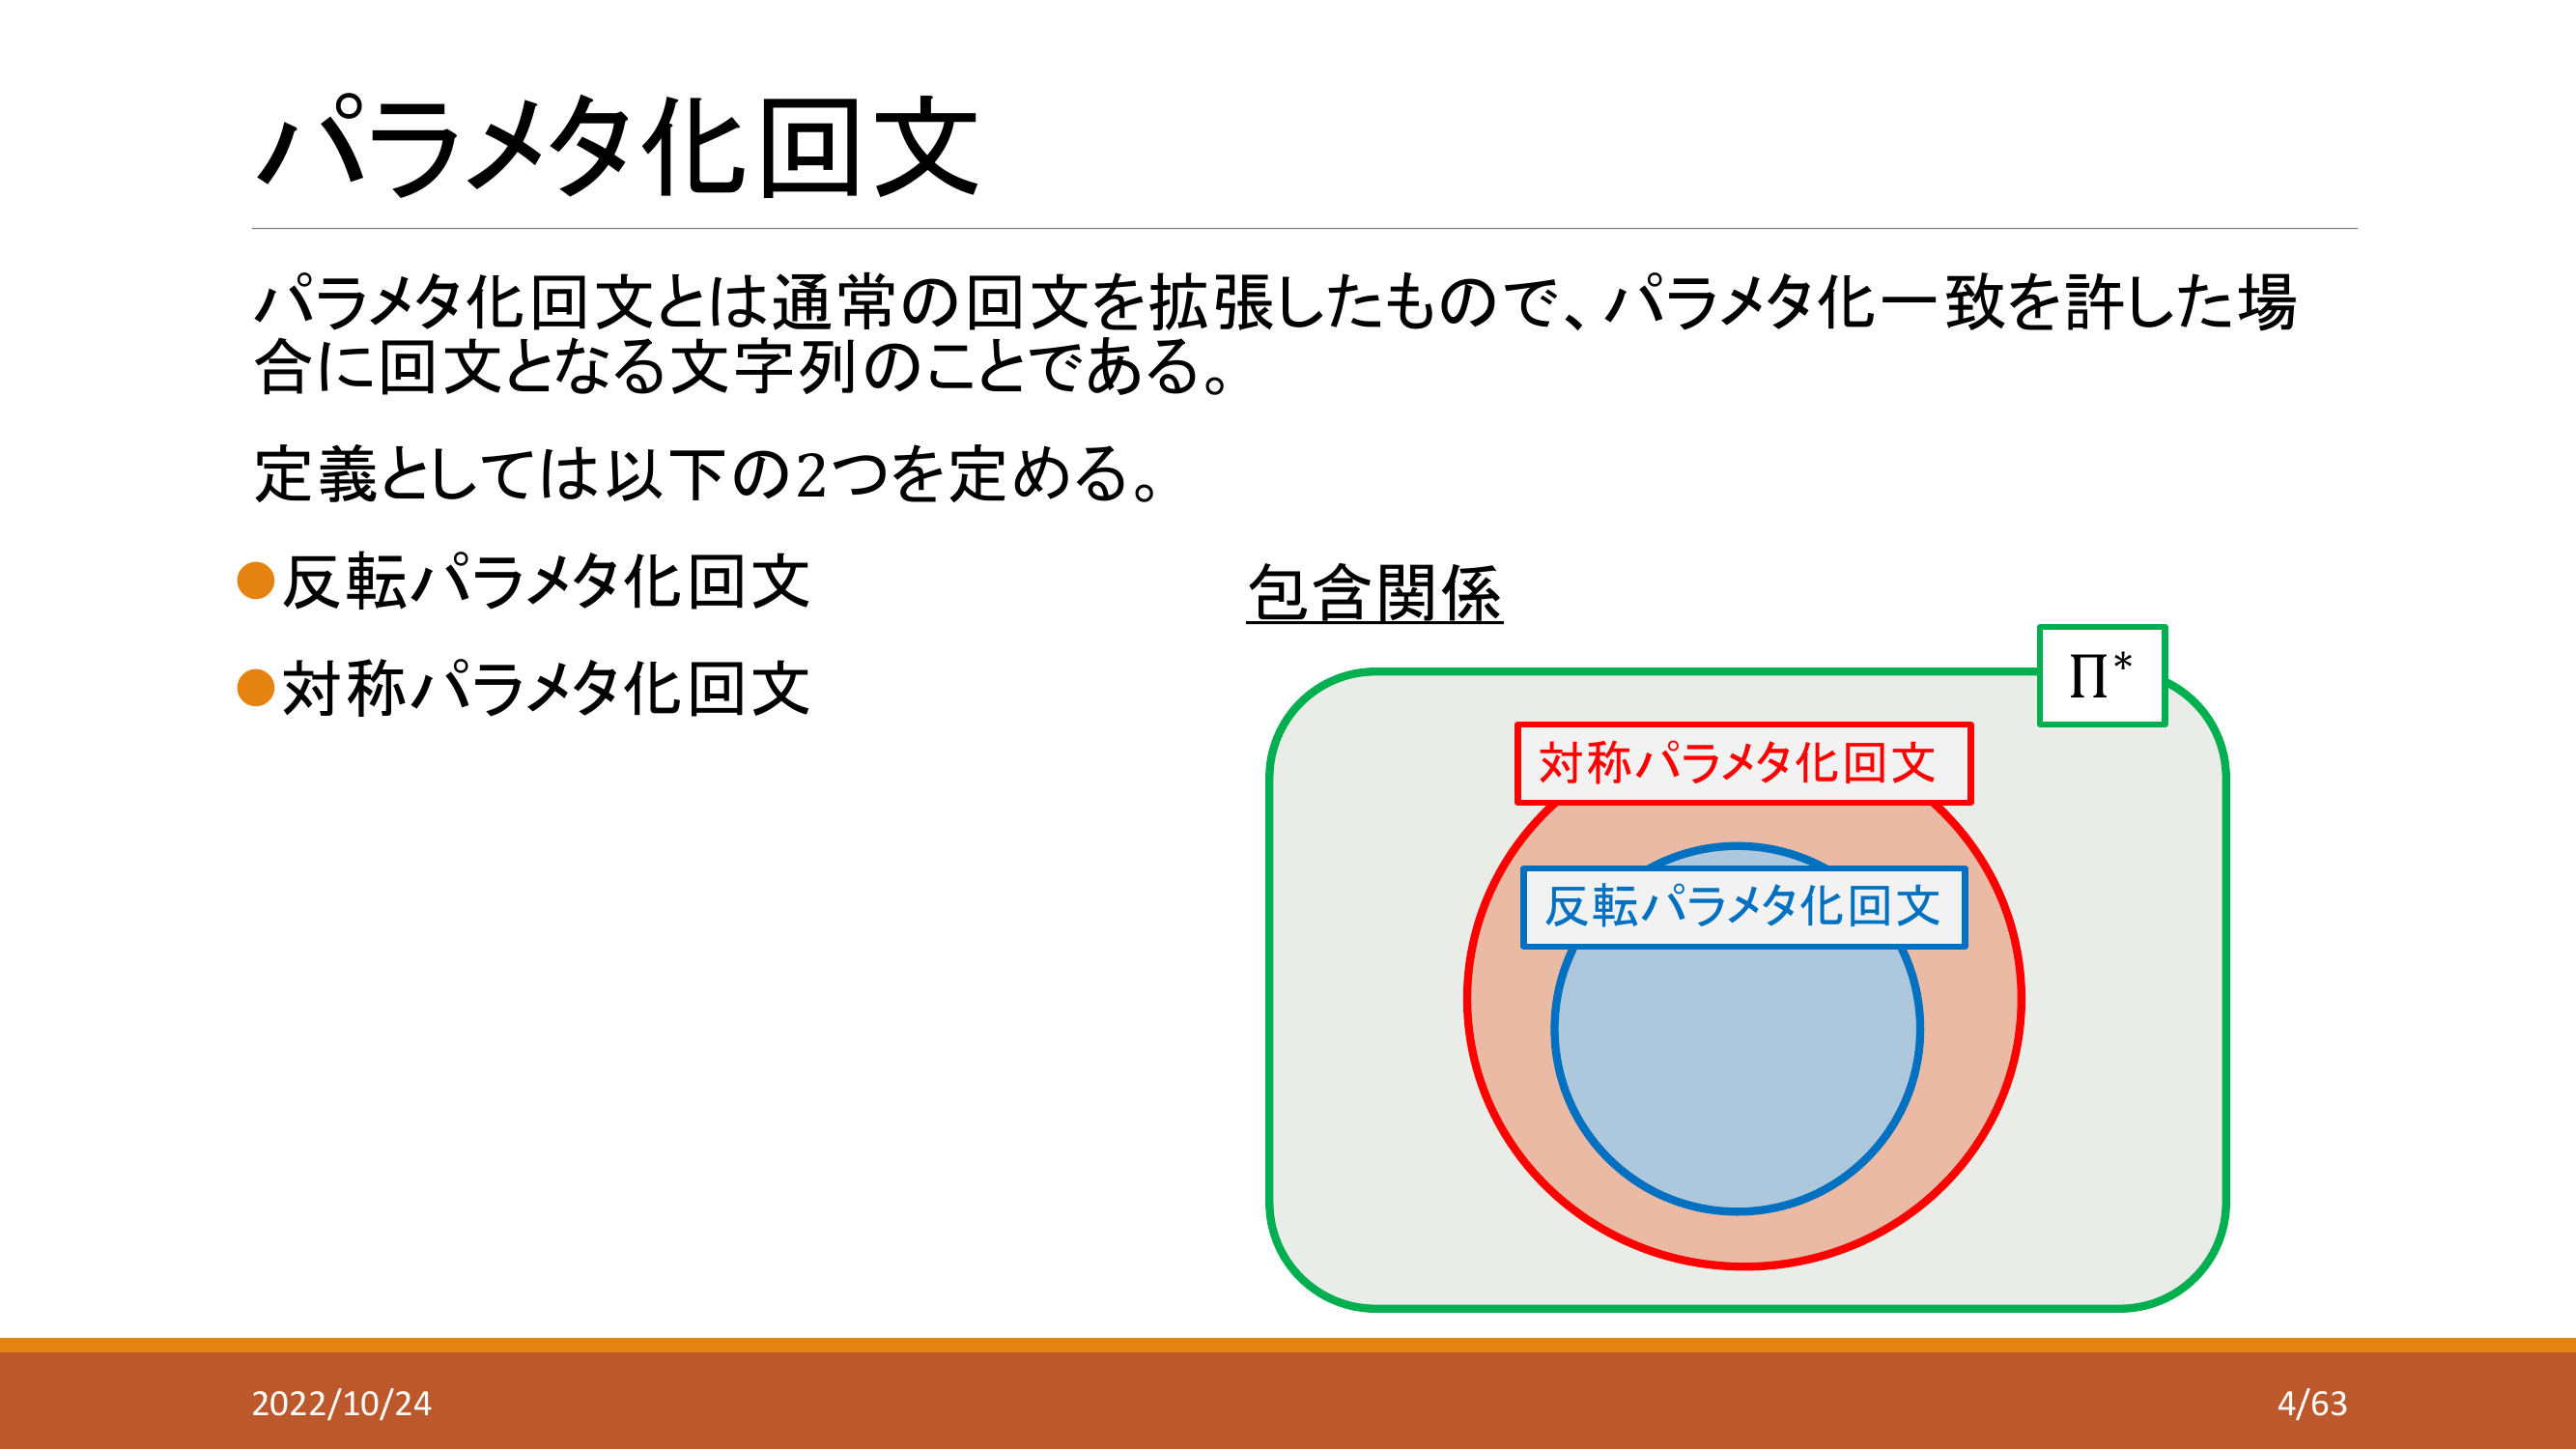 パラメタ化回文
パラメタ化回文とは通常の回文を拡張したもので、パラメタ化一致を許した場
合に回文となる文字列のことである。
定義としては以下の2つを定める。
●反転パラメタ化回文
●対称パラメタ化回文
包含関係
Π*
対称パラメタ化回文
反転パラメタ化回文
2022/10/24
4/63